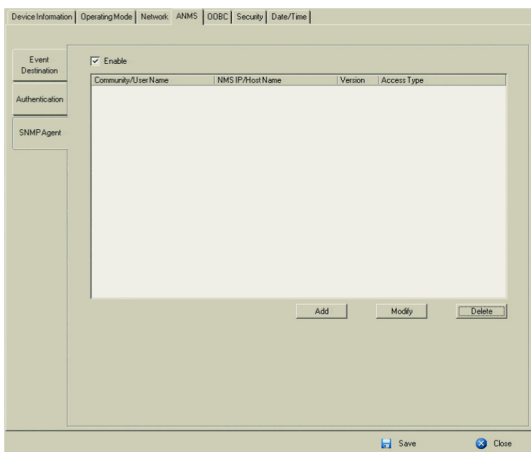 Device Information Operating Mode Network ANMS OOBC Security Date/Time
Event
Destination
Authentication
SNMP Agent
Enable
Community/User Name NMS IP/Host Name Version Access Type
Add Modify Delete
Save Close